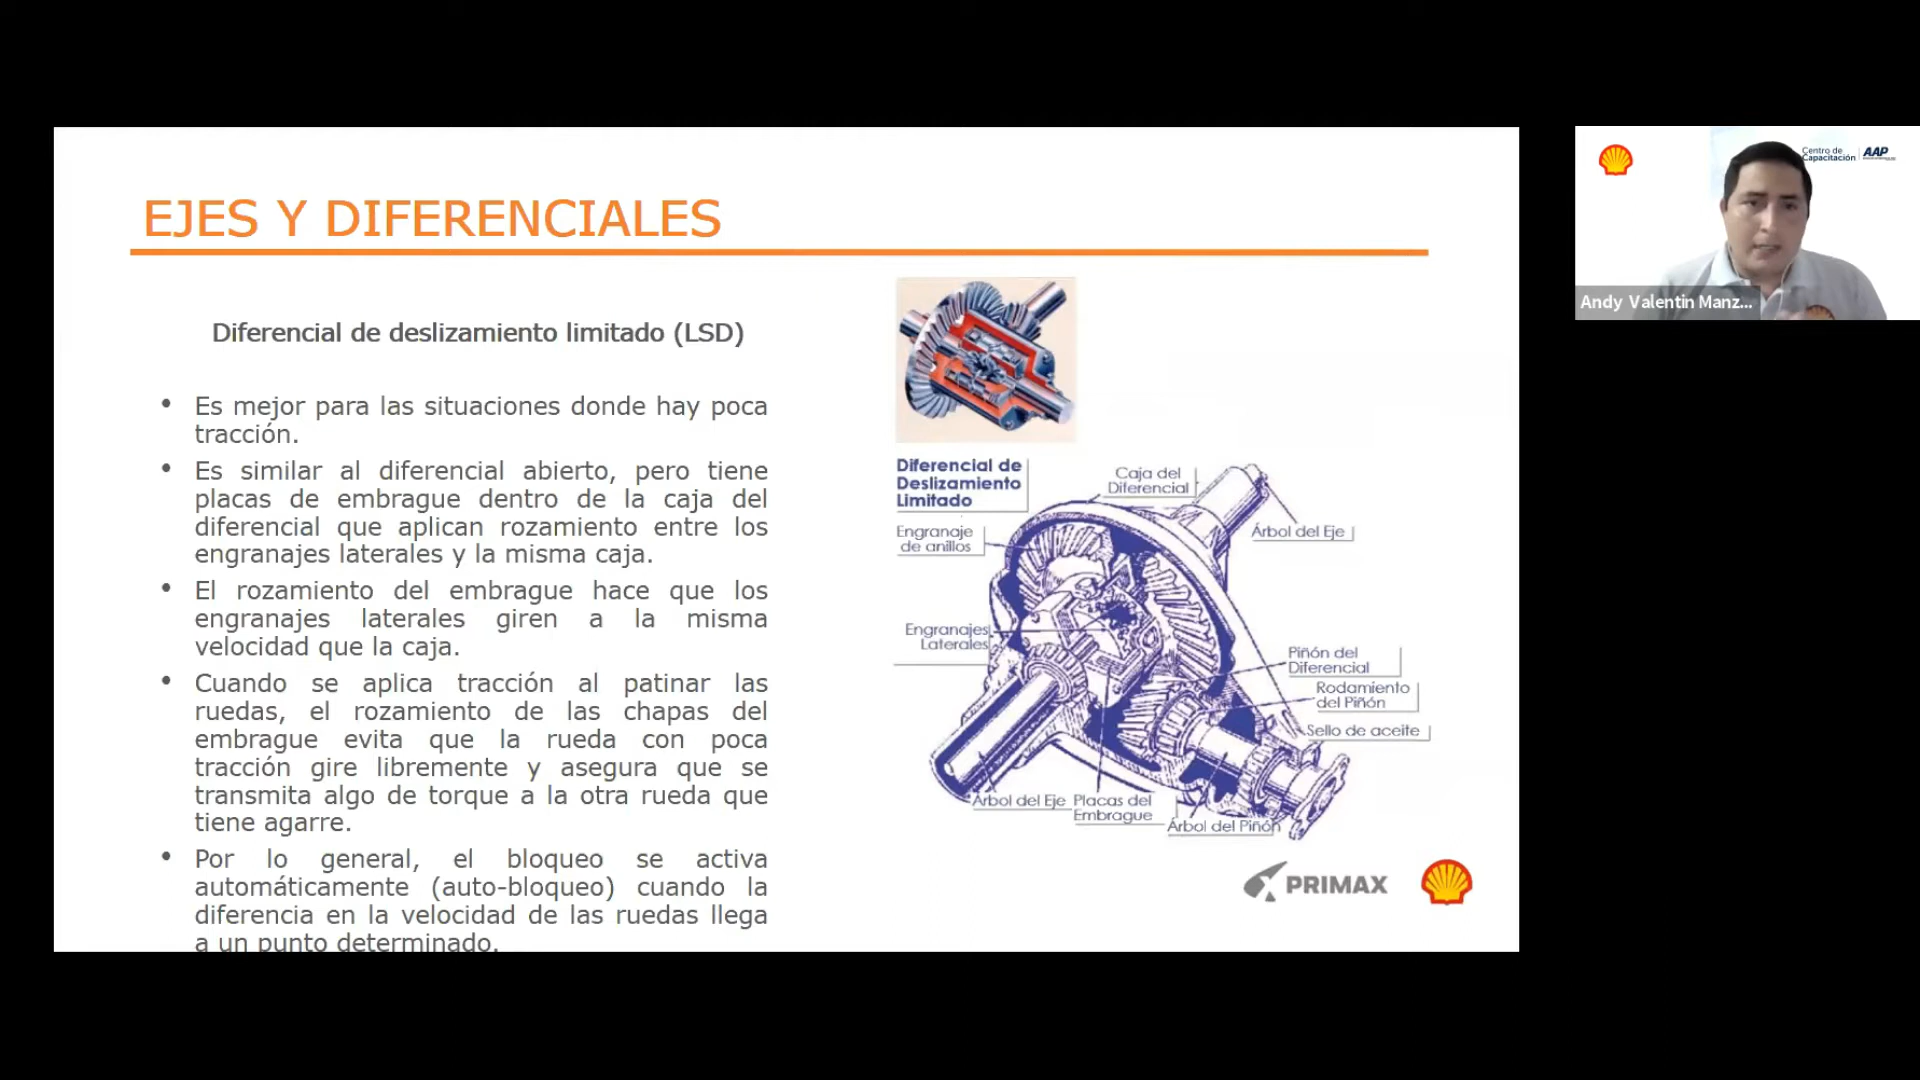 EJES Y DIFERENCIALES
Diferencial de deslizamiento limitado (LSD)
• Es mejor para las situaciones donde hay poca
tracción.
• Es similar al diferencial abierto, pero tiene
placas de embrague dentro de la caja del
diferencial que aplican rozamiento entre los
engranajes laterales y la misma caja.
• El rozamiento del embrague hace que los
engranajes laterales giren a la misma
velocidad que la caja.
• Cuando se aplica tracción al patinar las
ruedas, el rozamiento de las chapas del
embrague evita que la rueda con poca
tracción gire libremente y asegura que se
transmita algo de torque a la otra rueda que
tiene agarre.
• Por lo general, el bloqueo se activa
automáticamente (auto-bloqueo) cuando la
diferencia en la velocidad de las ruedas llega
a un punto determinado.
Diferencial de
Deslizamiento
Limitado
Caja del
Diferencial
Árbol del Eje
Engranaje
de anillos
Engranajes
Laterales
Piñón del
Diferencial
Rodamiento
del Piñón
Sello de aceite
Árbol del Eje
Placas del
Embrague
Árbol del Piñón
PRIMAX
Centro de
Capacitación
AAP
Andy Valentin Manz...